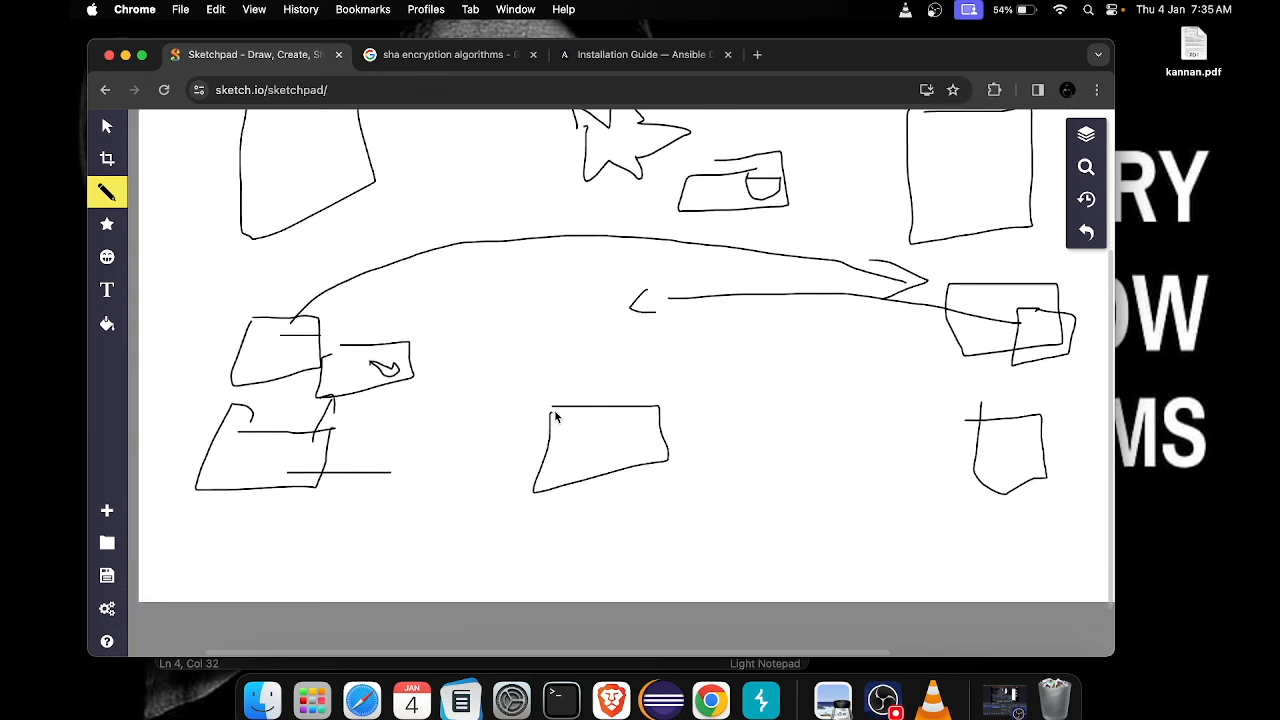 Chrome File Edit View History Bookmarks Profiles Tab Window Help 54% Thu 4 Jan 7:35 AM
Sketchpad - Draw, Create, Sh
sha encryption algorithms - G
Installation Guide — Ansible D
sketch.io/sketchpad/
kannan.pdf
RY
OW
MS
T
Ln 4, Col 32 Light Notepad
JAN
4